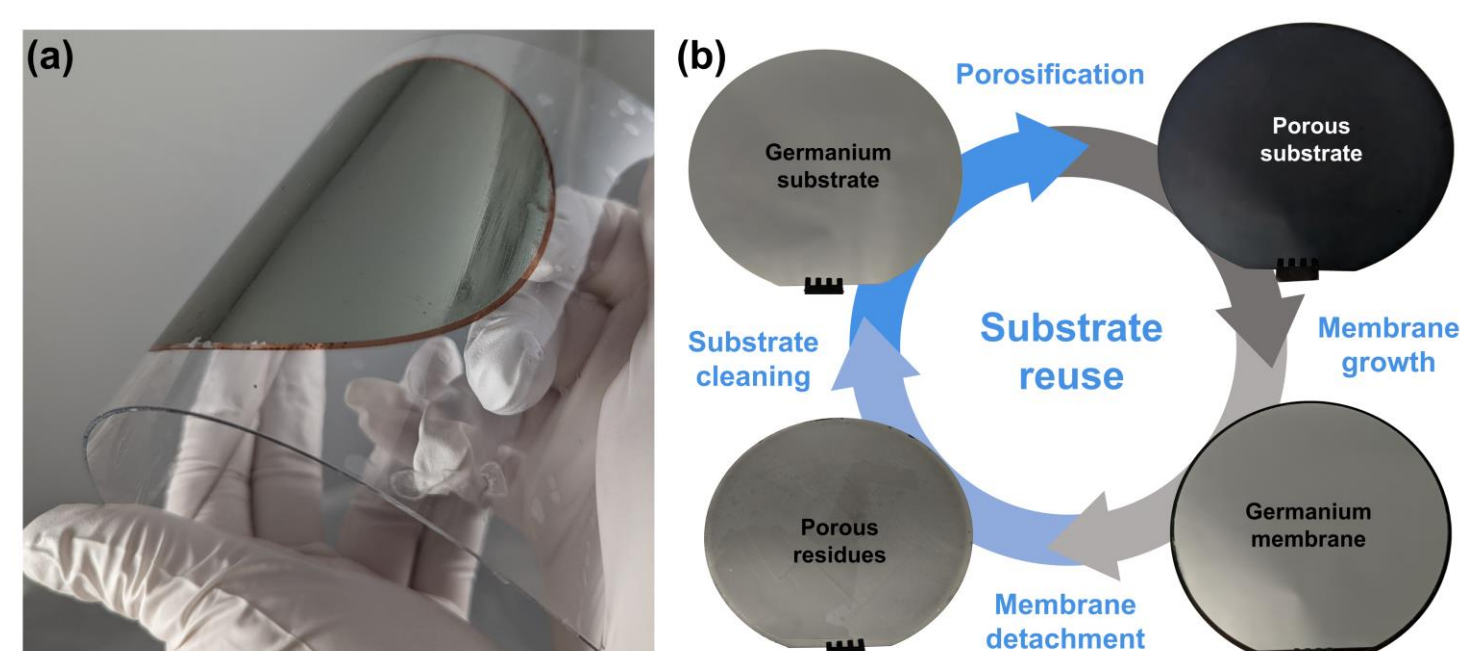 (a)
(b)
Porosification
Germanium
substrate
Porous
substrate
Substrate
reuse
Substrate
cleaning
Membrane
growth
Porous
residues
Germanium
membrane
Membrane
detachment